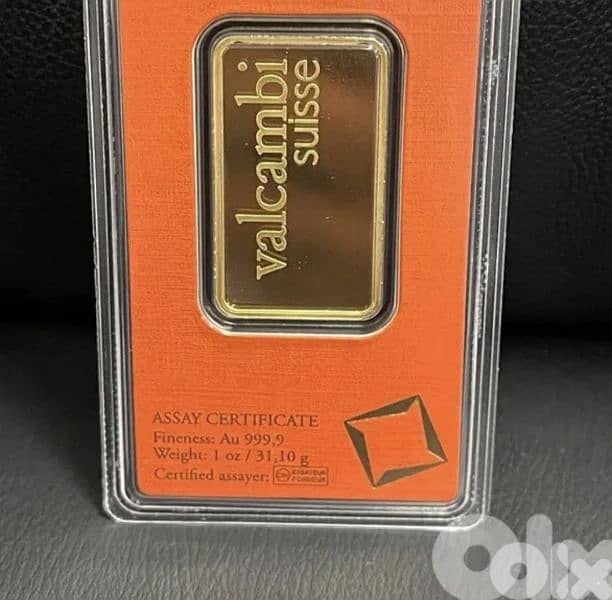 valcambi
suisse
ASSAY CERTIFICATE
Fineness: Au 999,9
Weight: 1 oz / 31,10 g
Certified assayer: ESSAYEUR
FONDEUR
olx